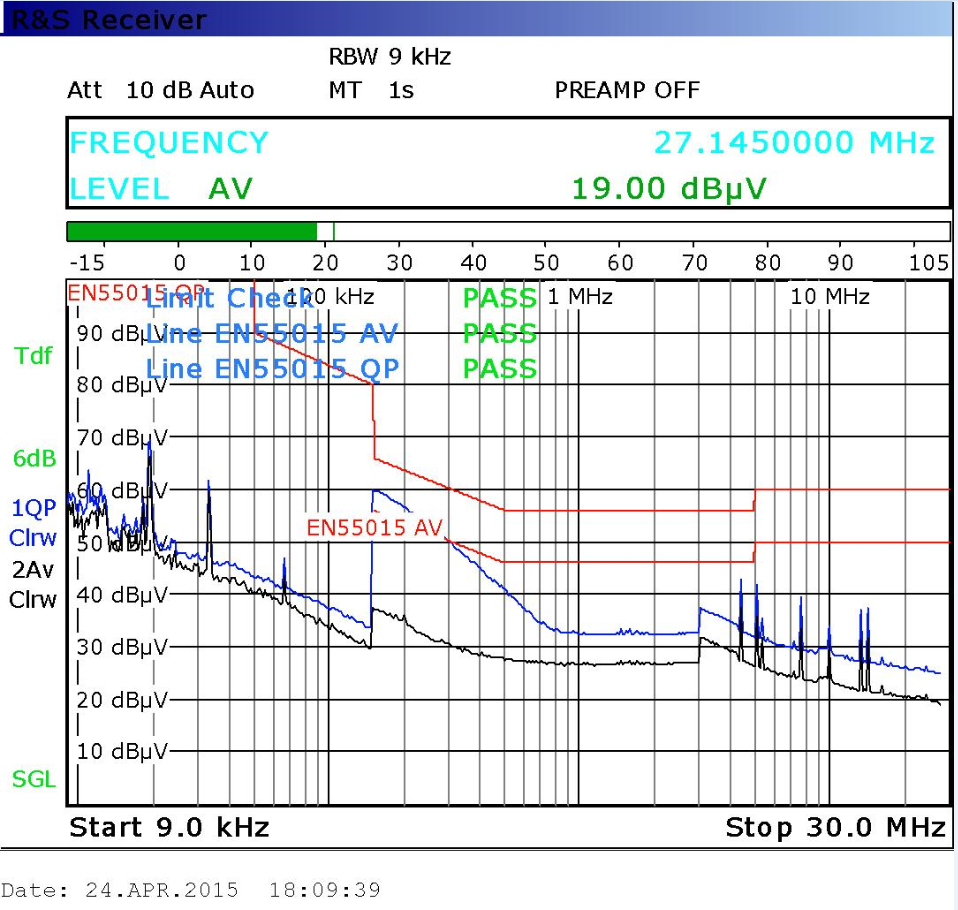 R&S Receiver
RBW 9 kHz
Att 10 dB Auto MT 1s PREAMP OFF
FREQUENCY 27.1450000 MHz
LEVEL AV 19.00 dBµV
-15 0 10 20 30 40 50 60 70 80 90 105
EN55015 QP 100 kHz 1 MHz 10 MHz
Limit Check PASS
90 dBµV Line EN55015 AV PASS
Tdf
Line EN55015 QP PASS
80 dBµV
70 dBµV
6dB
60 dBµV
1QP
Clrw
EN55015 AV
50 dBµV
2Av
Clrw
40 dBµV
30 dBµV
20 dBµV
10 dBµV
SGL
Start 9.0 kHz Stop 30.0 MHz
Date: 24.APR.2015 18:09:39